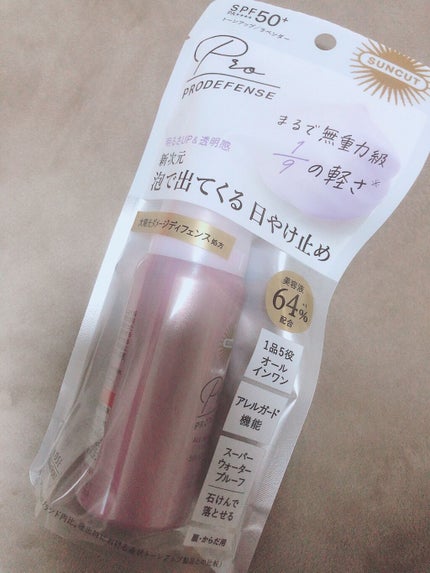 SPF50+
PA++++
トーンアップ/ラベンダー
SUNCUT
Pro
PRODEFENSE
まるで無重力級
1/9の軽さ※
明るさUP&透明感
新次元
泡で出てくる日やけ止め
太陽光ダメージディフェンス処方
美容液
64%
配合
1品5役
オール
インワン
アレルガード
機能
スーパー
ウォーター
プルーフ
石けんで
落とせる
顔・からだ用
Pro